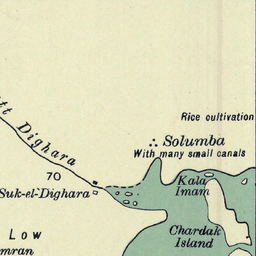 Rice cultivation
tt Dighara
Solumba
With many small canals
70
Kala
Imam
Suk-el-Dighara
Chardak
Island
Low
mran